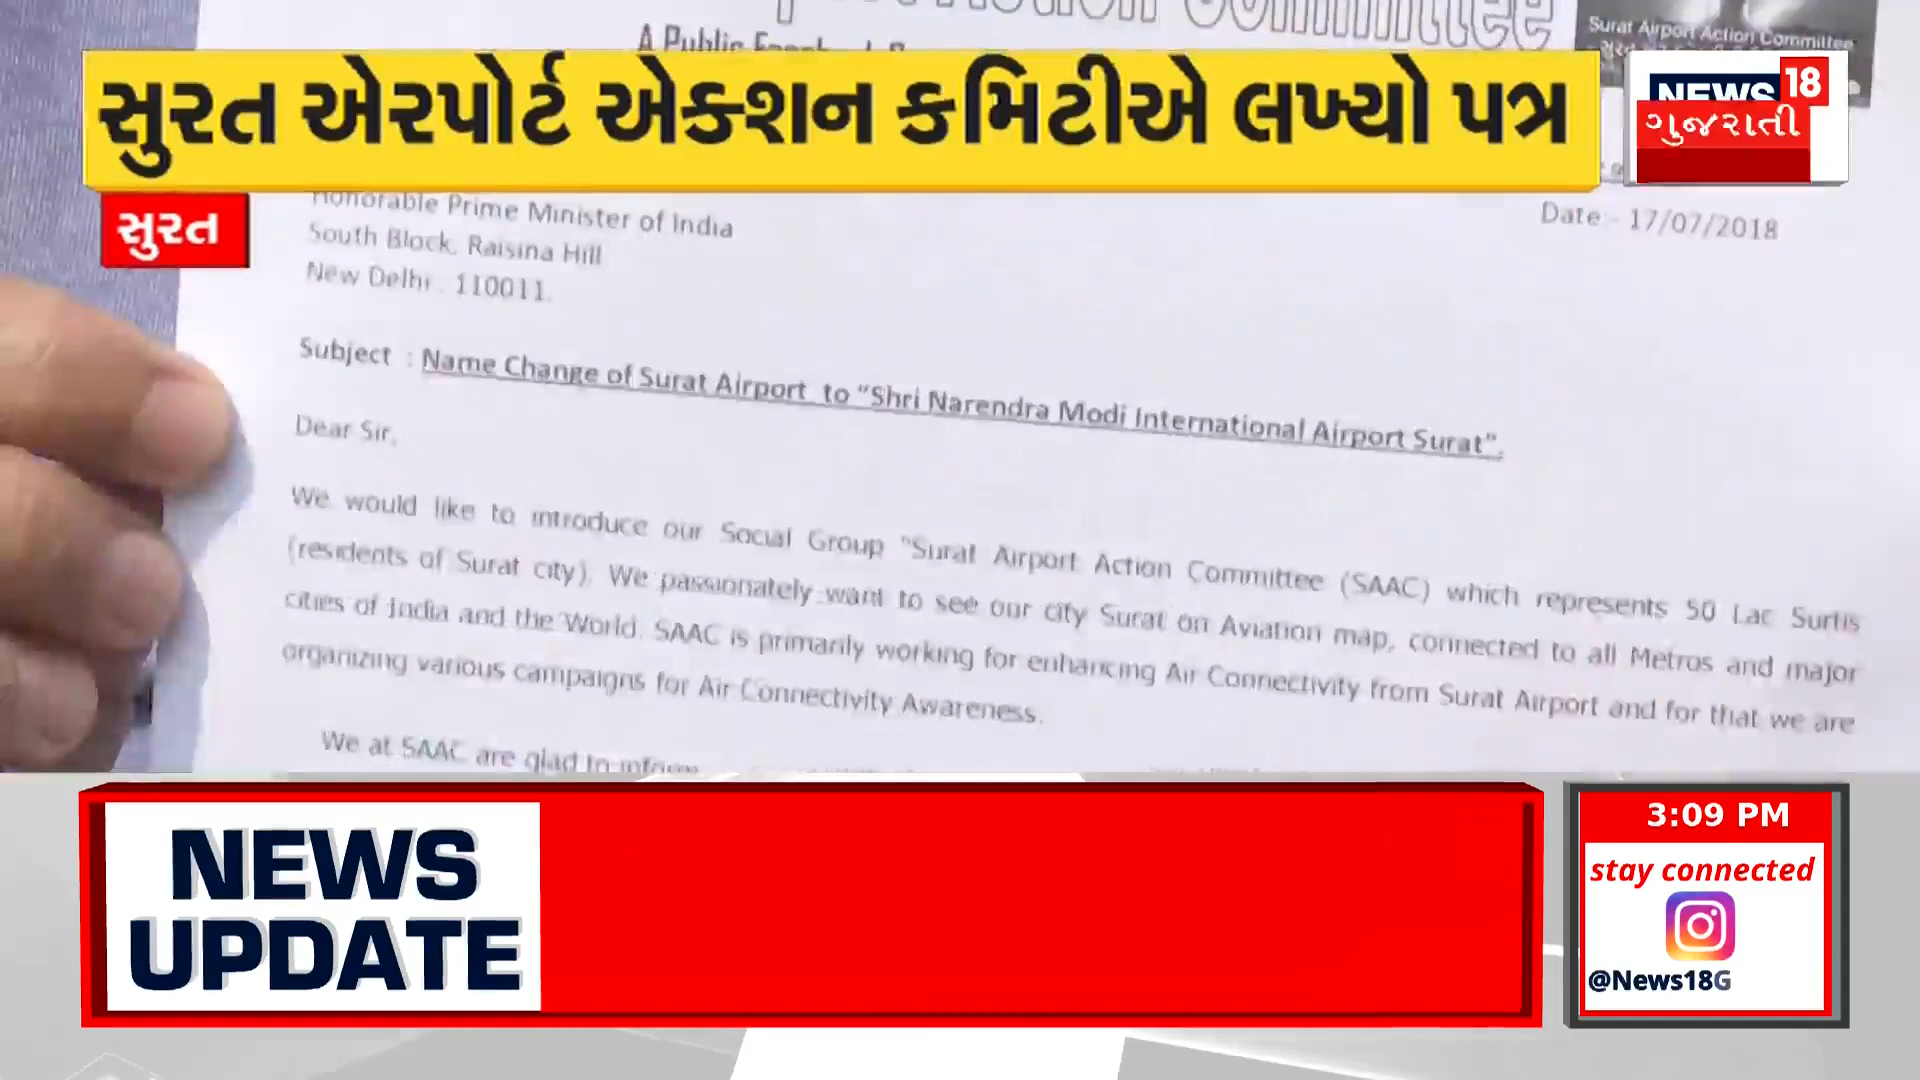 Committee
A Public
Surat Airport Action Committee
સુરત એરપોર્ટ એક્શન કમિટીએ લખ્યો પત્ર
NEWS 18
ગુજરાતી
સુરત
Honorable Prime Minister of India
South Block, Raisina Hill
New Delhi . 110011.
Date - 17/07/2018
Subject : Name Change of Surat Airport to “Shri Narendra Modi International Airport Surat”.
Dear Sir,
We would like to introduce our Social Group "Surat Airport Action Committee (SAAC) which represents 50 Lac Surtis
(residents of Surat city). We passionately want to see our city Surat on Aviation map, connected to all Metros and major
cities of India and the World. SAAC is primarily working for enhancing Air Connectivity from Surat Airport and for that we are
organizing various campaigns for Air Connectivity Awareness.
We at SAAC are glad to inform
NEWS
UPDATE
3:09 PM
stay connected
@News18G